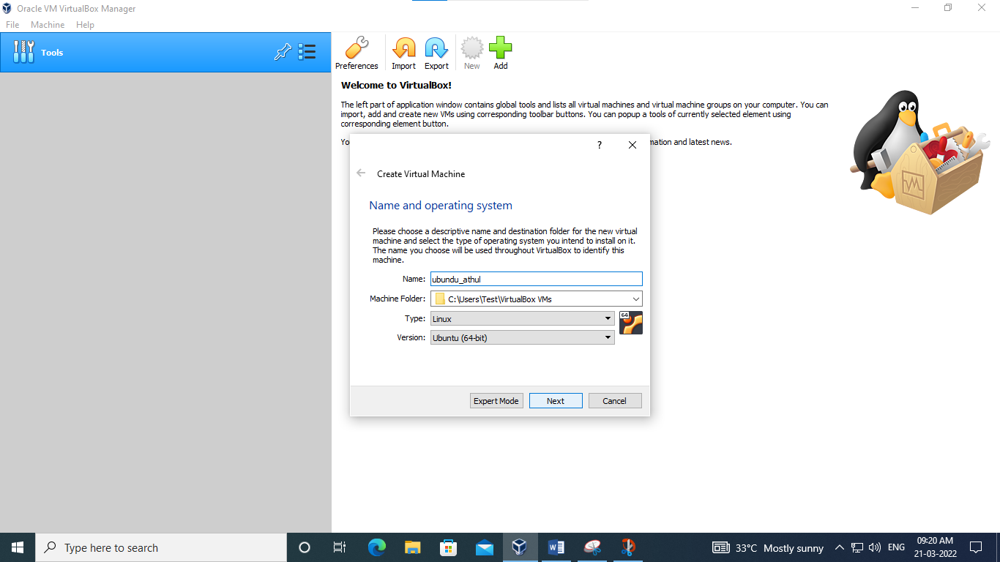 Oracle VM VirtualBox Manager
File Machine Help
Tools
Preferences Import Export New Add
Welcome to VirtualBox!
The left part of application window contains global tools and lists all virtual machines and virtual machine groups on your computer. You can
import, add and create new VMs using corresponding toolbar buttons. You can popup a tools of currently selected element using
corresponding element button.
Yo
mation and latest news.
?
Create Virtual Machine
Name and operating system
Please choose a descriptive name and destination folder for the new virtual
machine and select the type of operating system you intend to install on it.
The name you choose will be used throughout VirtualBox to identify this
machine.
Name: ubundu_athul
Machine Folder: C:\Users\Test\VirtualBox VMs
Type: Linux
64
Version: Ubuntu (64-bit)
Expert Mode Next Cancel
Type here to search
33°C Mostly sunny
ENG
09:20 AM
21-03-2022